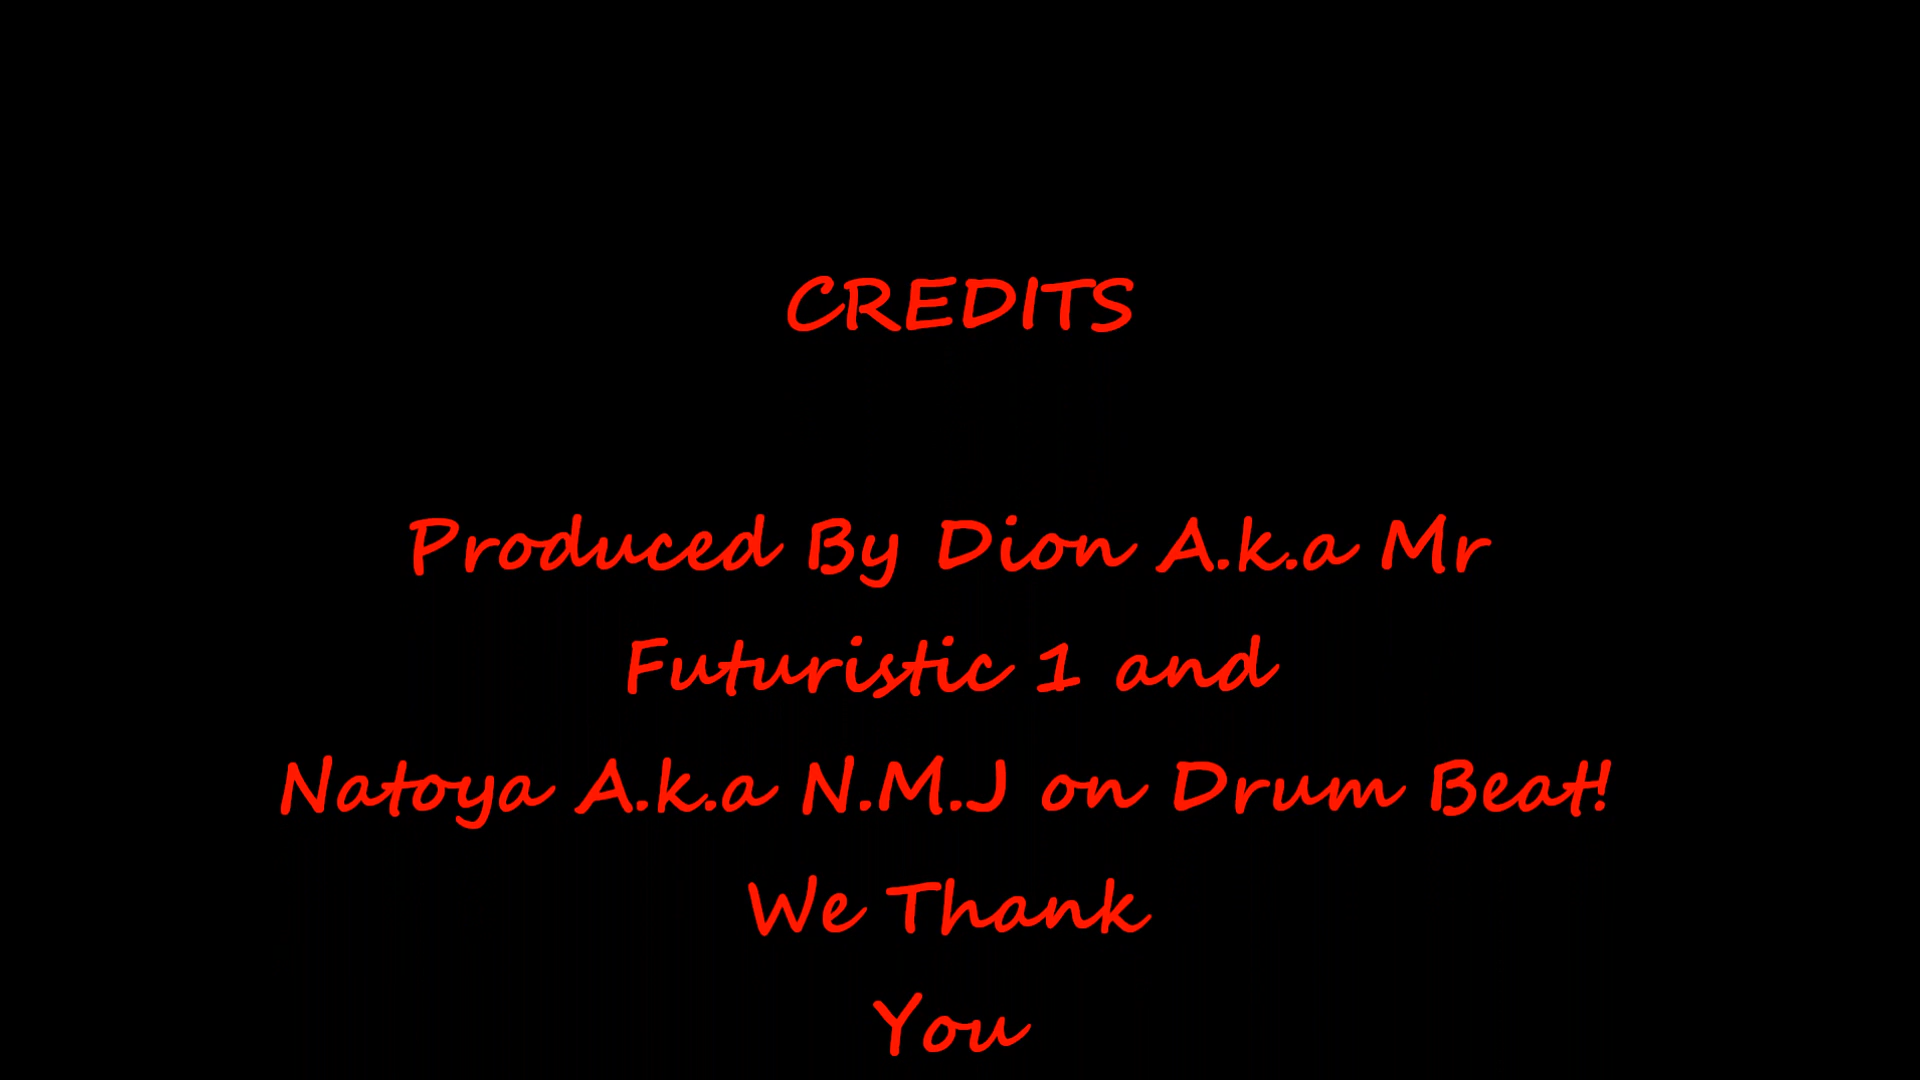 CREDITS
Produced By Dion A.k.a Mr
Futuristic 1 and
Natoya A.k.a N.M.J on Drum Beat!
We Thank
You